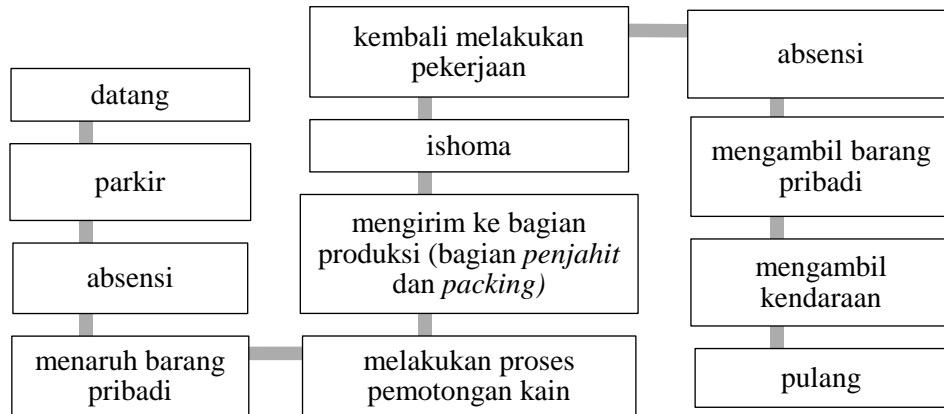 datang
parkir
absensi
menaruh barang
pribadi
melakukan proses
pemotongan kain
mengirim ke bagian
produksi (bagian penjahit
dan packing)
ishoma
kembali melakukan
pekerjaan
absensi
mengambil barang
pribadi
mengambil
kendaraan
pulang